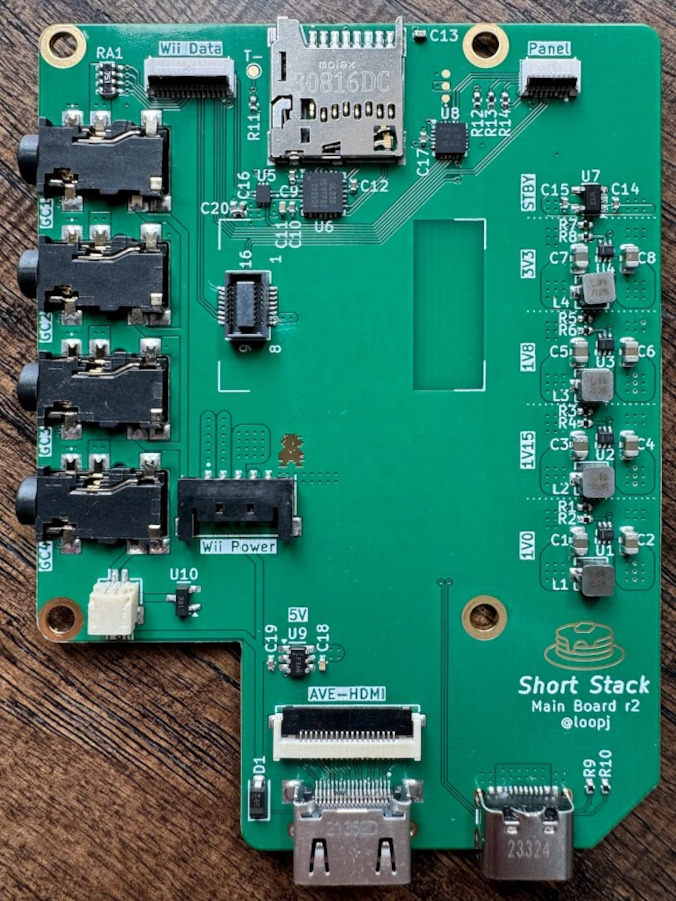 RA1
Wii Data
T-
R11
molex
30816DC
C13
Panel
U8
R12
R13
R14
C17
STBY
C15
U7
C14
R7
R8
3V3
C7
U4
C8
L4
R5
R6
1V8
C5
U3
C6
L3
R3
R4
1V15
C3
U2
C4
L2
R1
R2
1V0
C1
U1
C2
L1
GC1
GC2
GC3
GC4
C16
U5
C9
C12
C20
C11
C10
U6
16
1
9
8
Wii Power
U10
5V
C19
U9
C18
AVE-HDMI
D1
Short Stack
Main Board r2
@loopj
R9
R10
23324